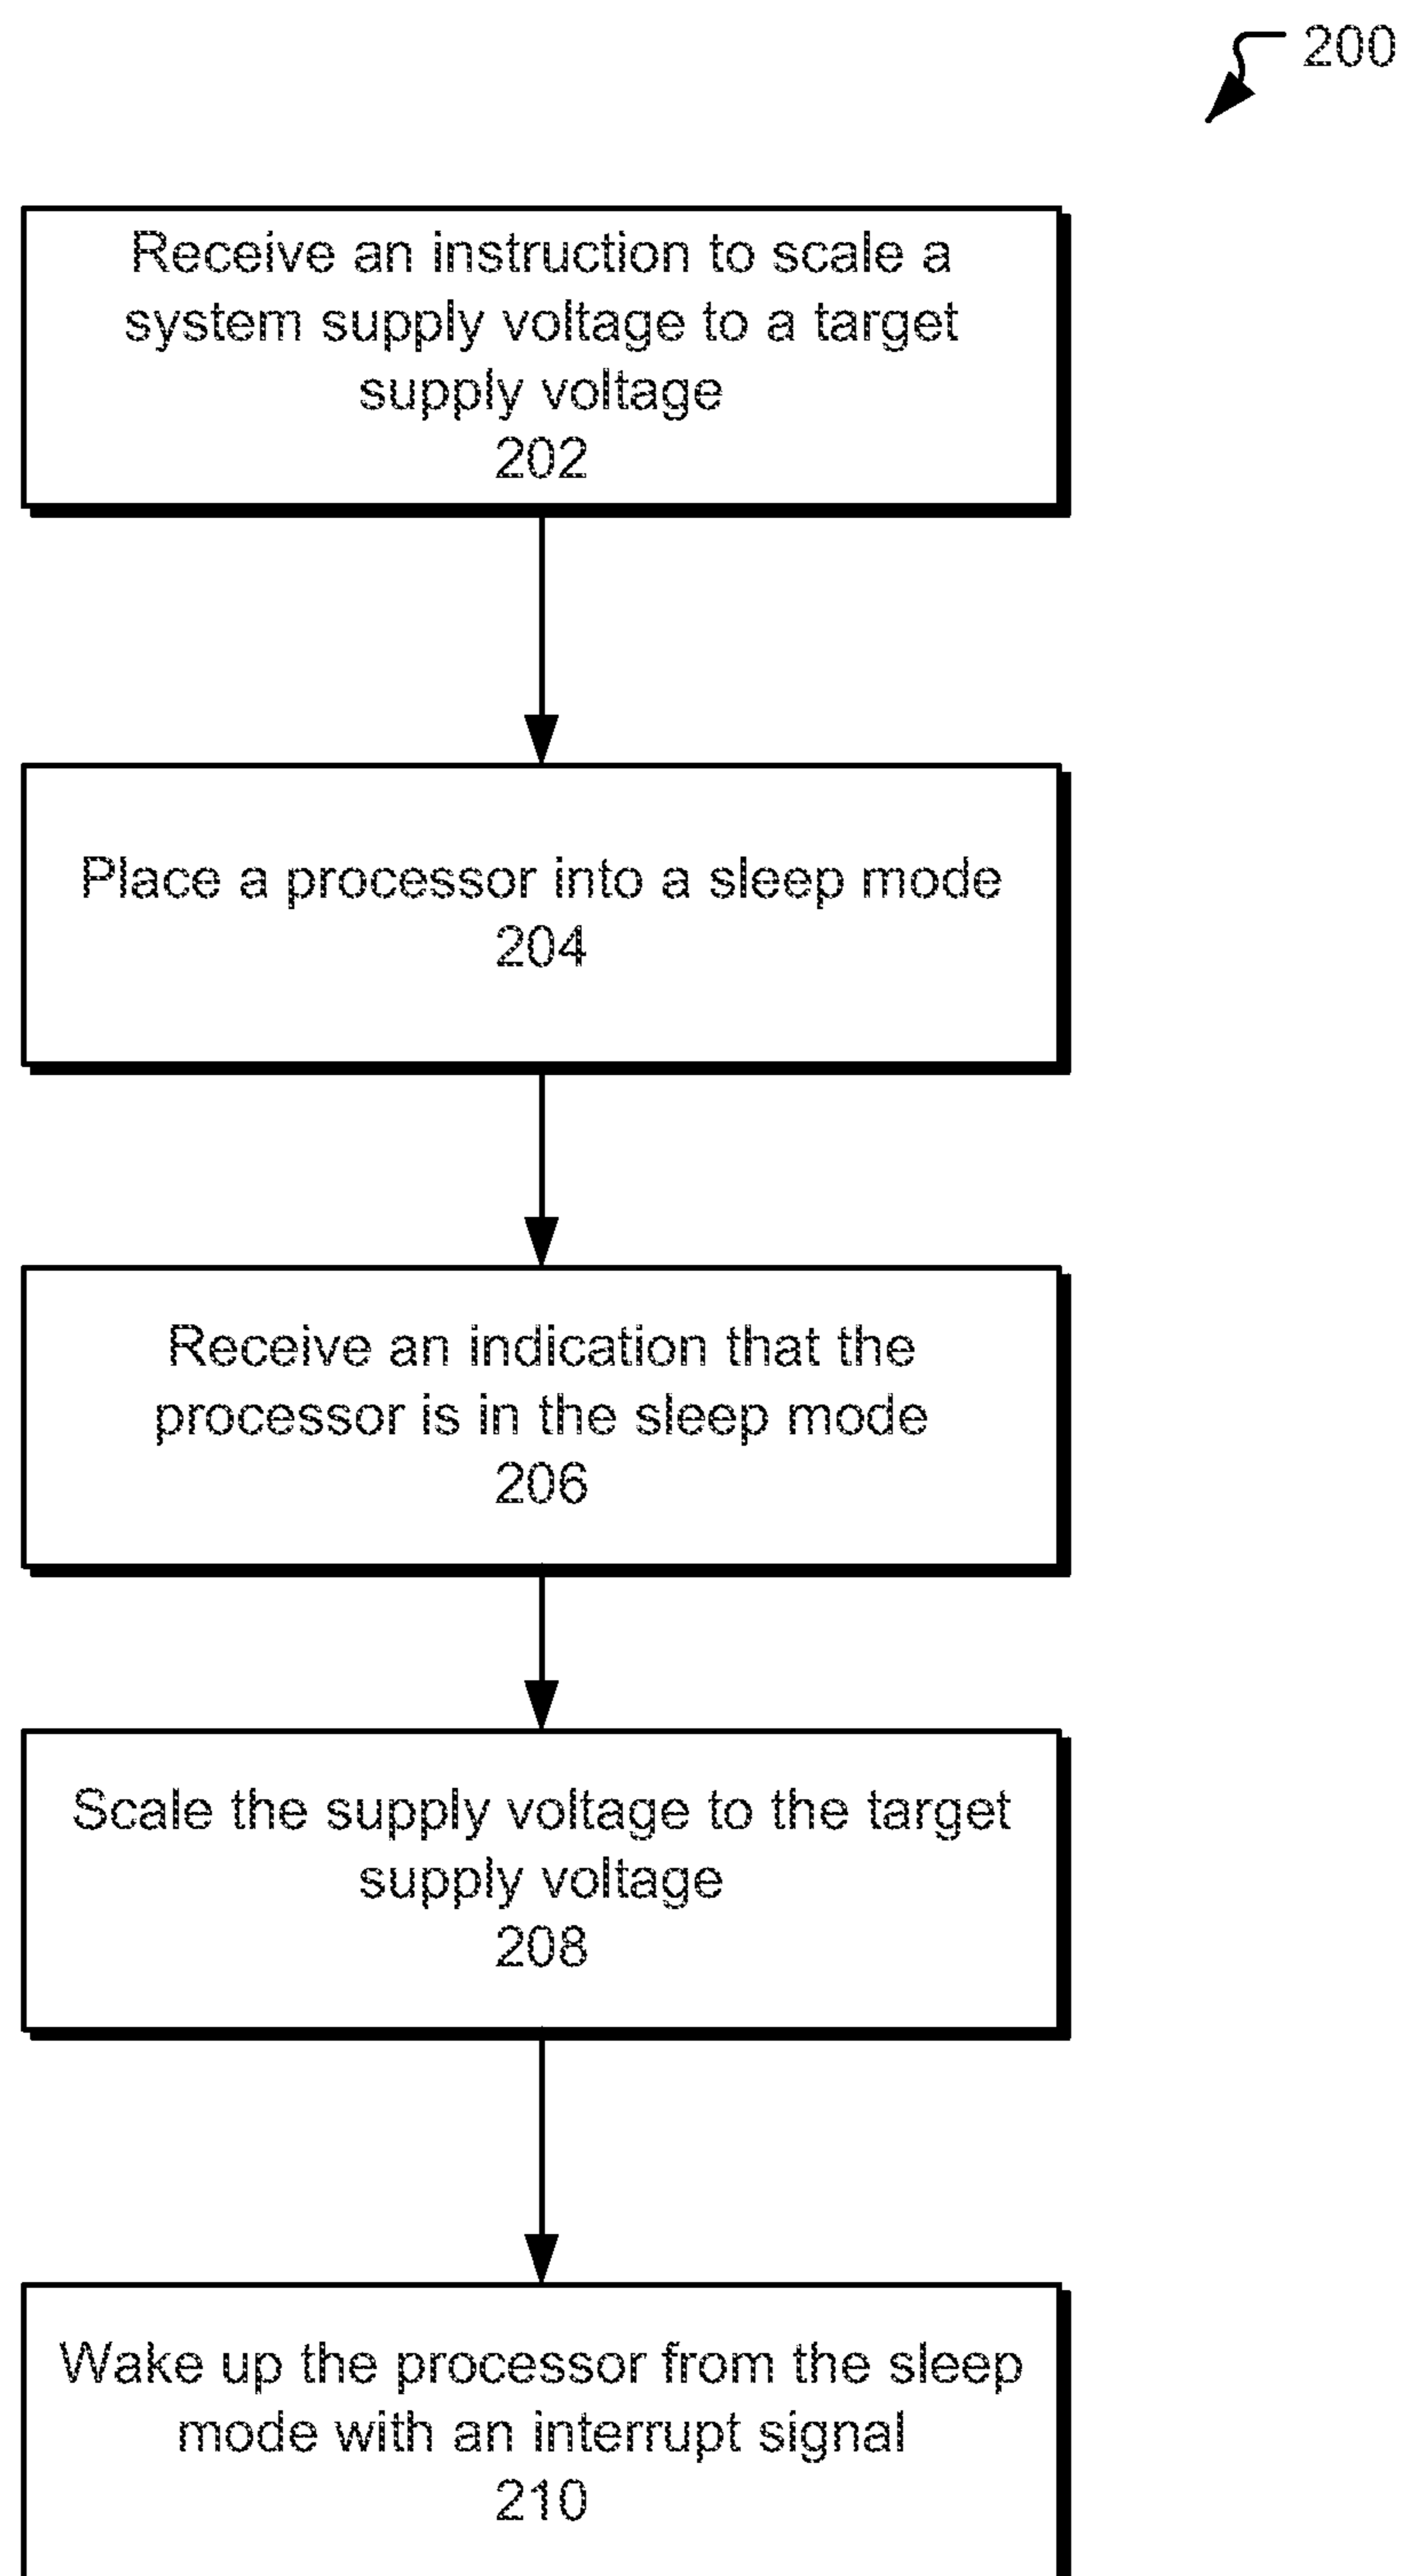 200
Receive an instruction to scale a
system supply voltage to a target
supply voltage
202
Place a processor into a sleep mode
204
Receive an indication that the
processor is in the sleep mode
206
Scale the supply voltage to the target
supply voltage
208
Wake up the processor from the sleep
mode with an interrupt signal
210